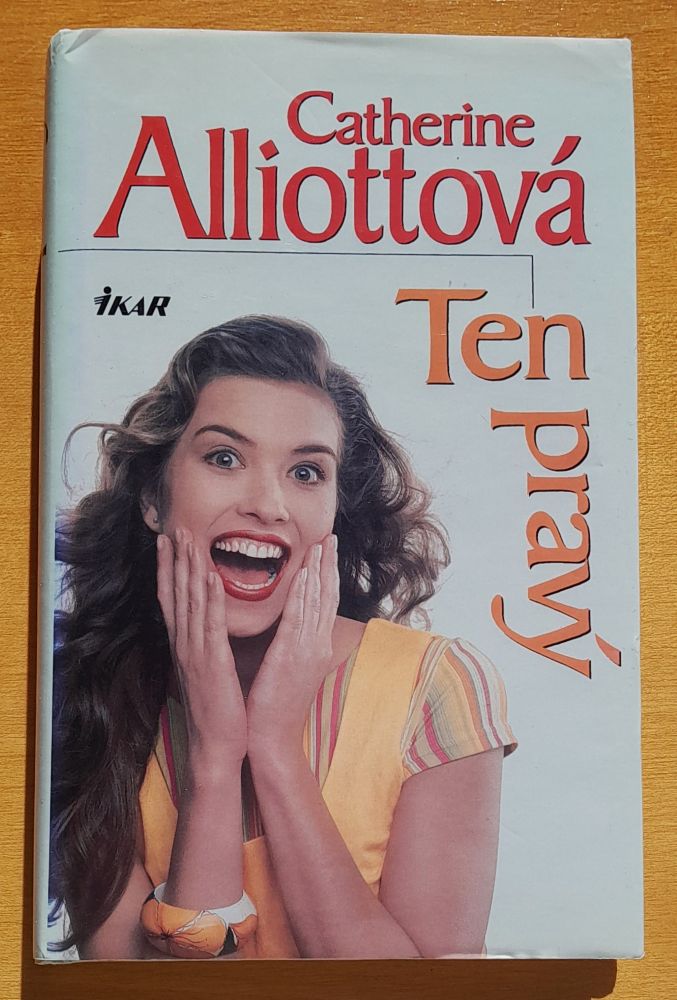 Catherine
Alliottová
iKAR
Ten
pravý